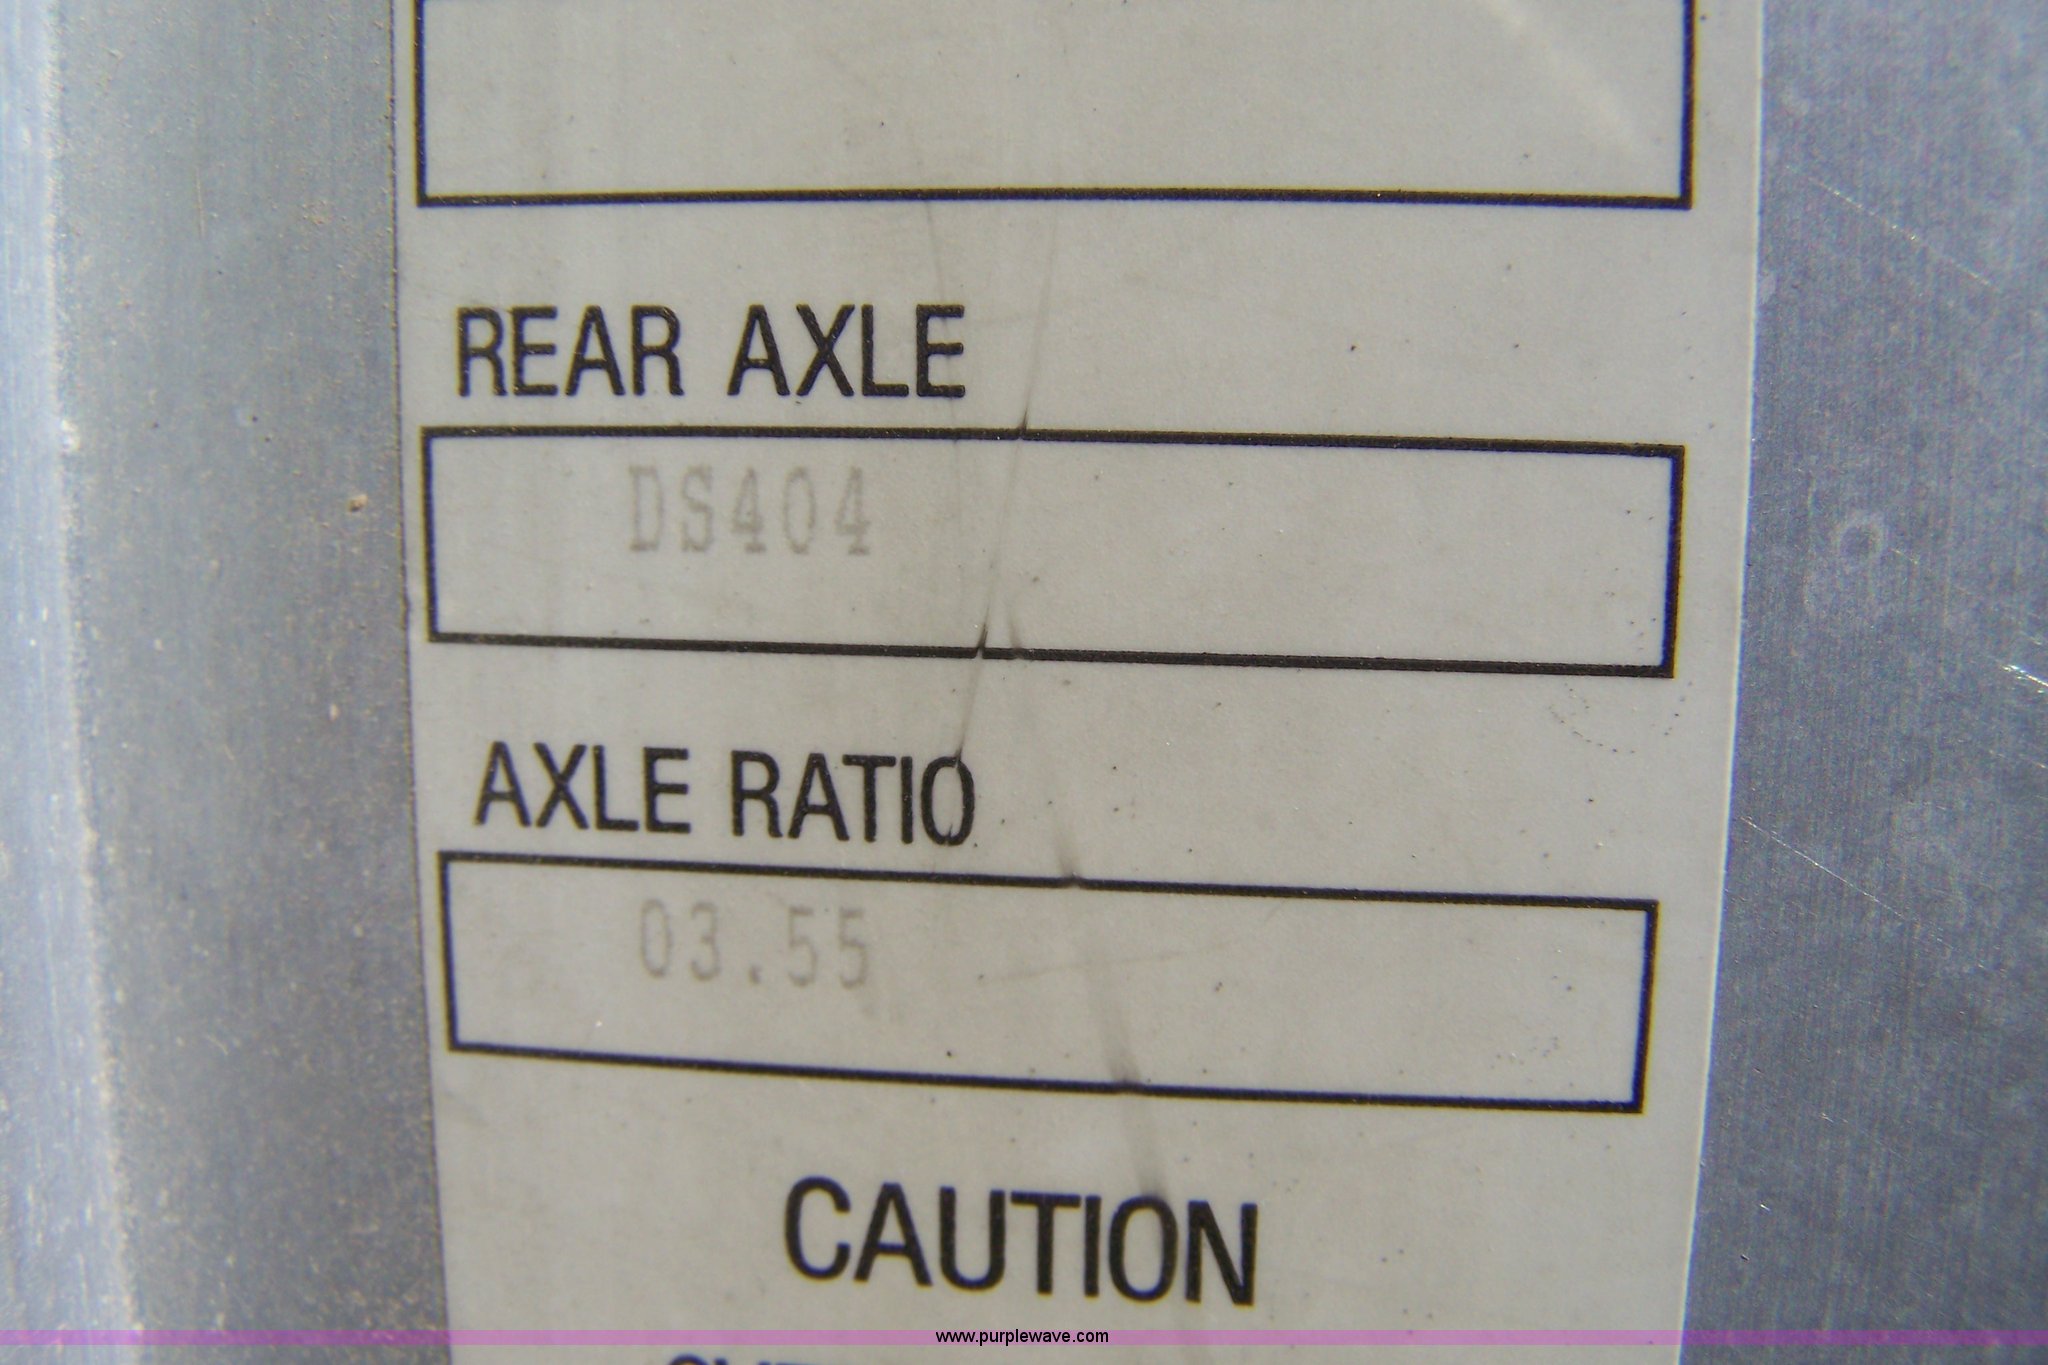 REAR AXLE
DS404
AXLE RATIO
03.55
CAUTION
www.purplewave.com